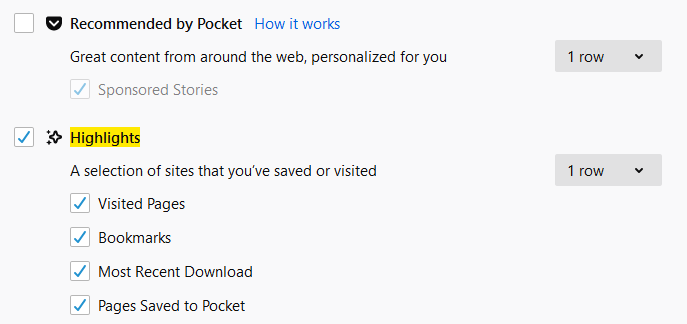 Recommended by Pocket How it works
Great content from around the web, personalized for you 1 row
Sponsored Stories
Highlights
A selection of sites that you’ve saved or visited 1 row
Visited Pages
Bookmarks
Most Recent Download
Pages Saved to Pocket